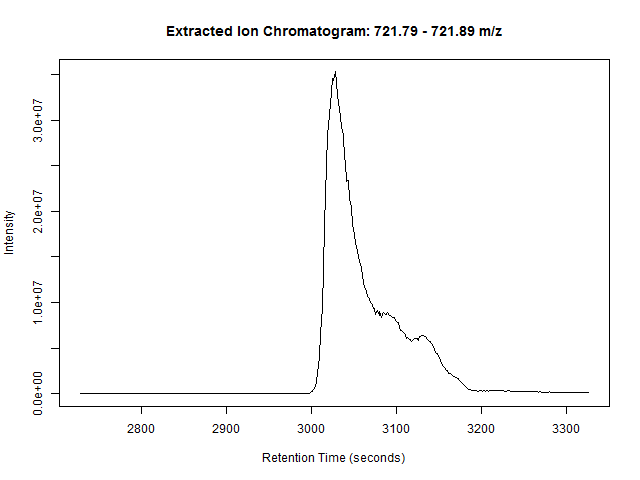 Extracted Ion Chromatogram: 721.79 - 721.89 m/z
Intensity
3.0e+07
2.0e+07
1.0e+07
0.0e+00
2800 2900 3000 3100 3200 3300
Retention Time (seconds)